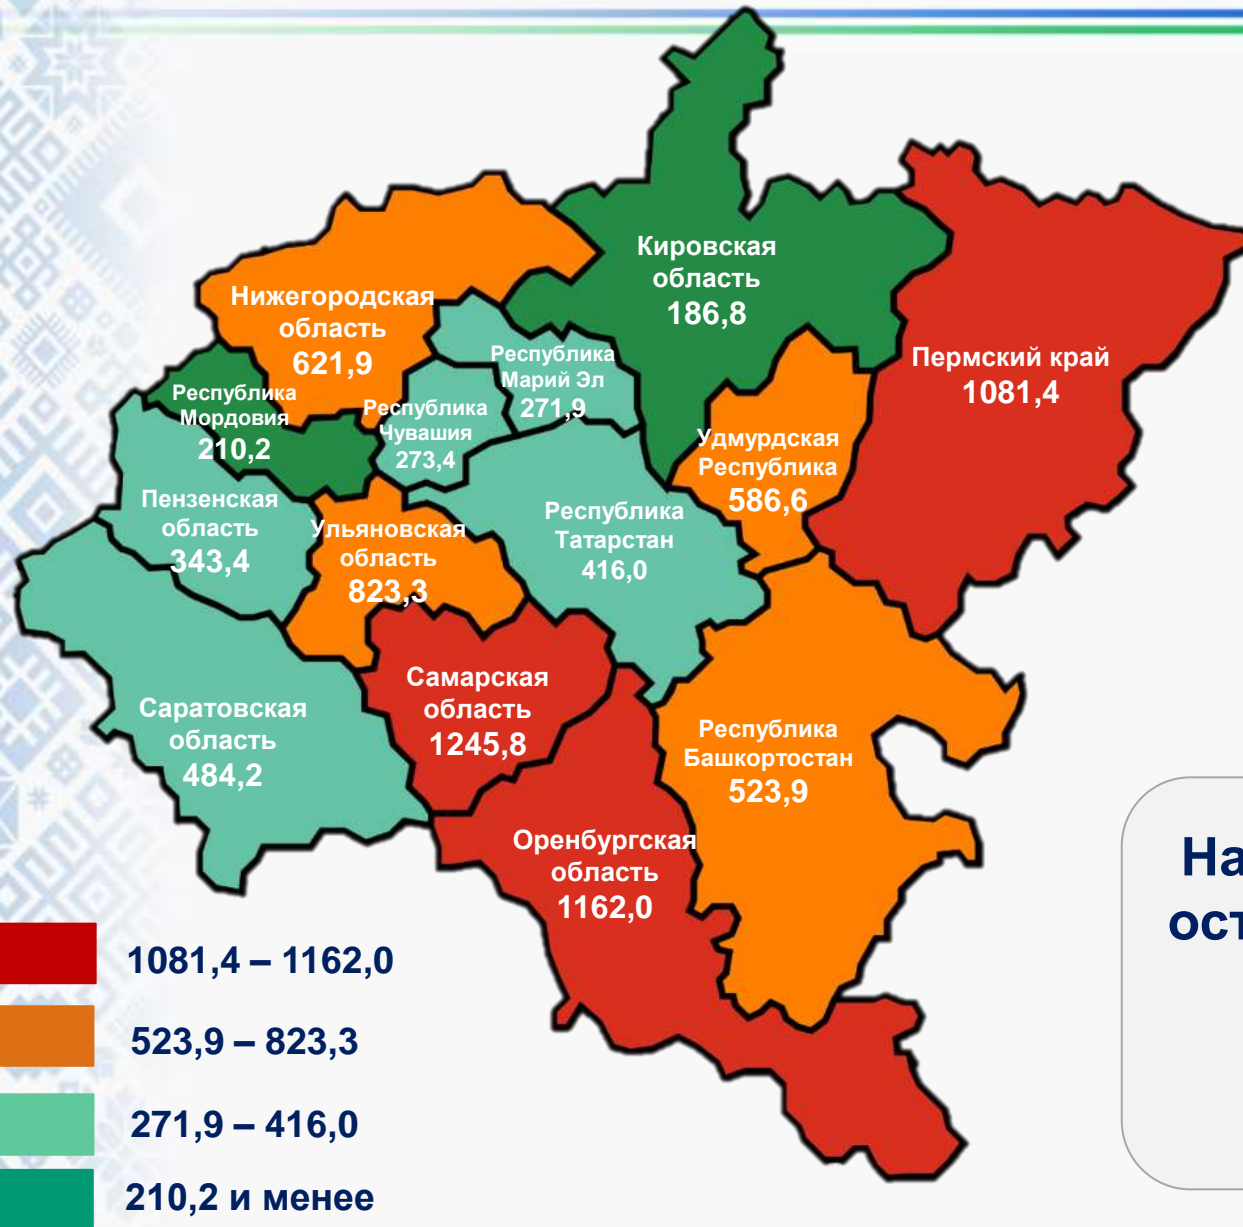 Кировская
область
186,8
Нижегородская
область
621,9
Пермский край
1081,4
Республика
Марий Эл
271,9
Республика
Мордовия
210,2
Республика
Чувашия
273,4
Удмурдская
Республика
586,6
Пензенская
область
343,4
Ульяновская
область
823,3
Республика
Татарстан
416,0
Самарская
область
1245,8
Саратовская
область
484,2
Республика
Башкортостан
523,9
Оренбургская
область
1162,0
На
ост
1081,4 – 1162,0
523,9 – 823,3
271,9 – 416,0
210,2 и менее